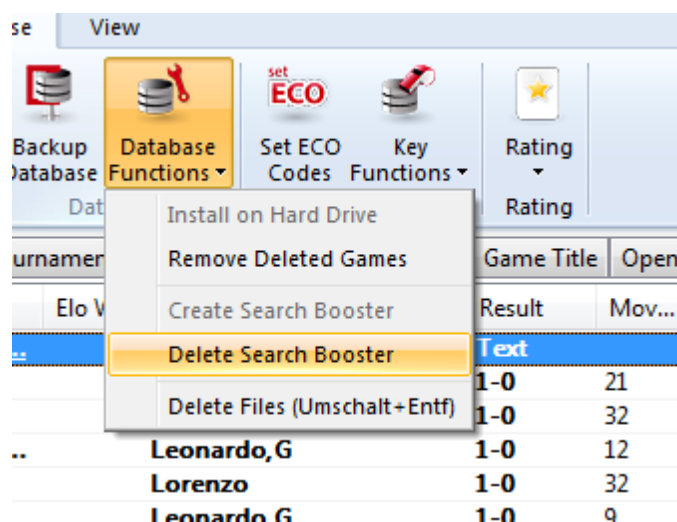 se View
set
ECO
Backup Database Set ECO Key Rating
Database Functions Codes Functions
Dat Rating
Install on Hard Drive
Remove Deleted Games
Create Search Booster
Delete Search Booster
Delete Files (Umschalt+Entf)
urnamen Game Title Open
Elo W Result Mov...
... Text
1-0 21
1-0 32
.. Leonardo,G 1-0 12
Lorenzo 1-0 32
Leonardo,G 1-0 9